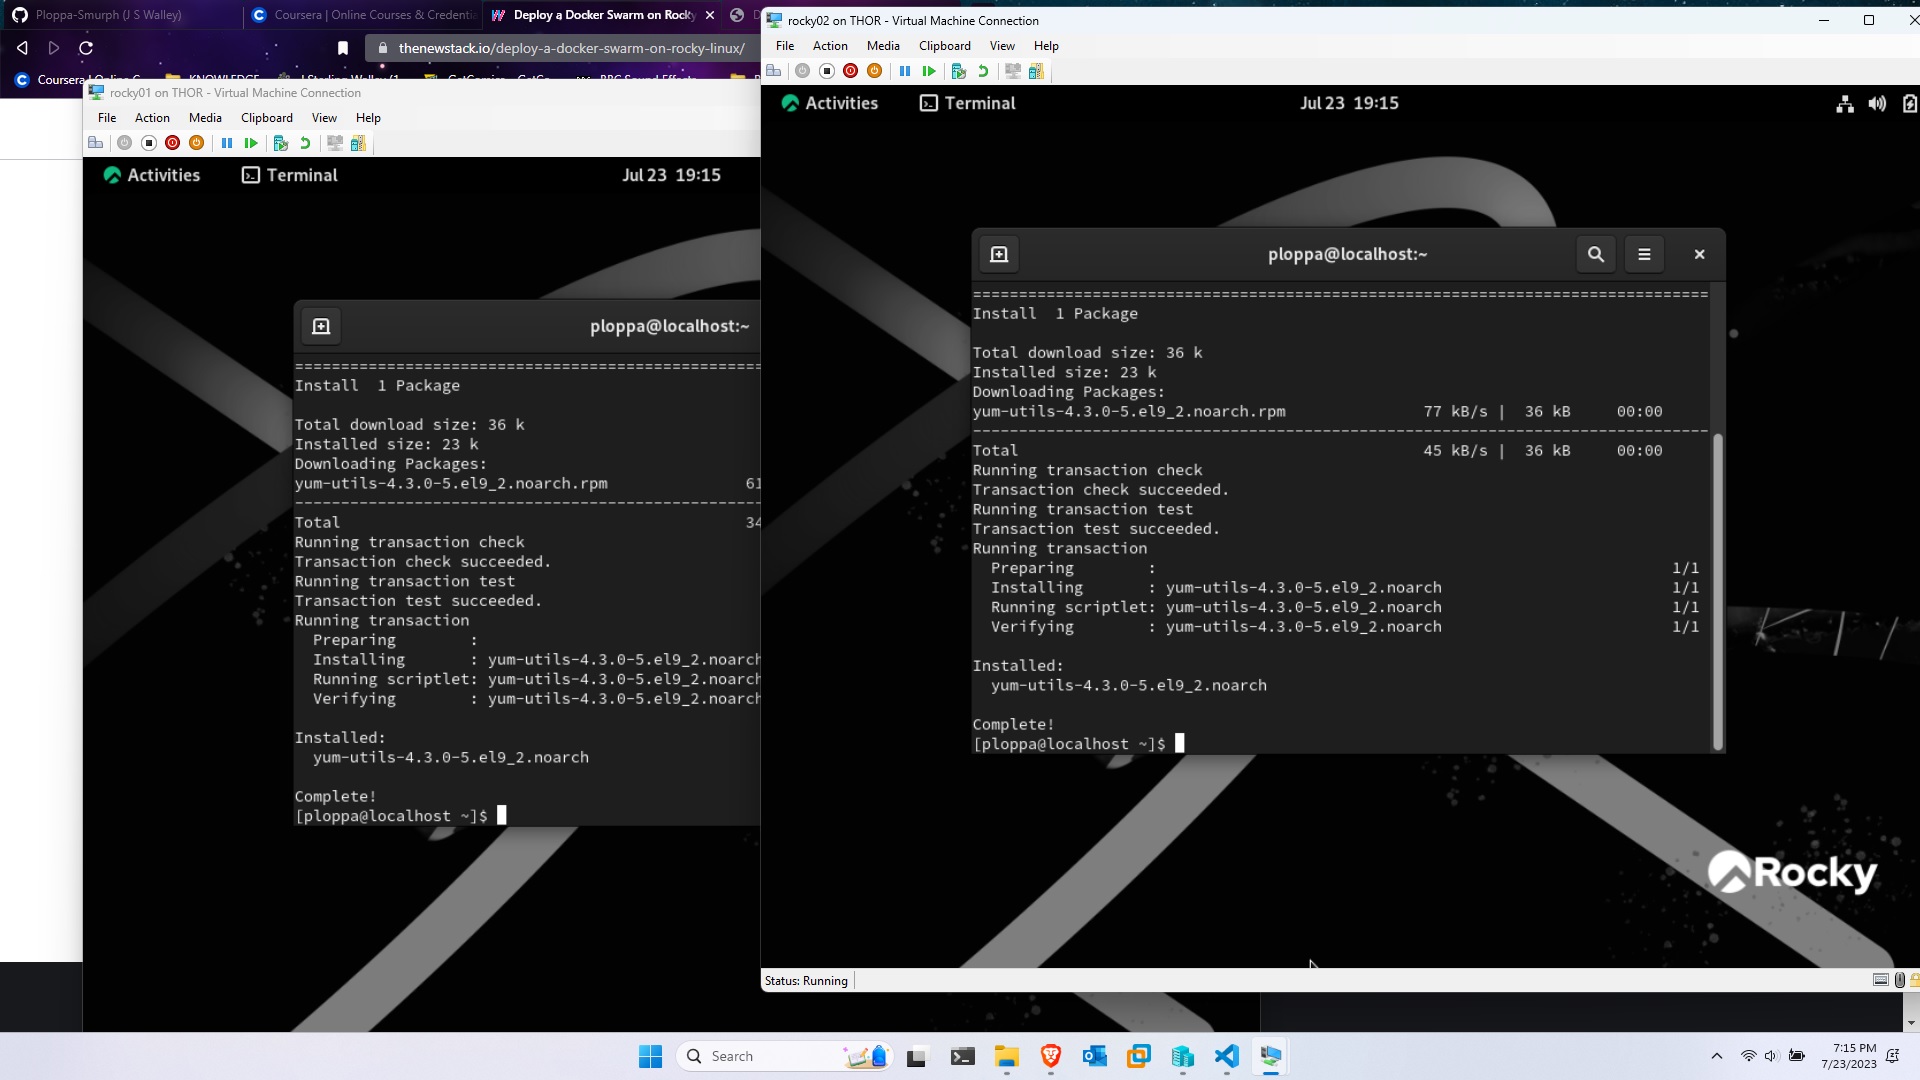 Ploppa-Smurph (J S Walley)
Coursera | Online Courses & Credentia
Deploy a Docker Swarm on Rocky
thenewstack.io/deploy-a-docker-swarm-on-rocky-linux/
rocky01 on THOR - Virtual Machine Connection
File Action Media Clipboard View Help
Activities Terminal Jul 23 19:15
ploppa@localhost:~
================================================
Install 1 Package
Total download size: 36 k
Installed size: 23 k
Downloading Packages:
yum-utils-4.3.0-5.el9_2.noarch.rpm 61
Total 34
Running transaction check
Transaction check succeeded.
Running transaction test
Transaction test succeeded.
Running transaction
Preparing :
Installing : yum-utils-4.3.0-5.el9_2.noarch
Running scriptlet: yum-utils-4.3.0-5.el9_2.noarch
Verifying : yum-utils-4.3.0-5.el9_2.noarch
Installed:
yum-utils-4.3.0-5.el9_2.noarch
Complete!
[ploppa@localhost ~]$
rocky02 on THOR - Virtual Machine Connection
File Action Media Clipboard View Help
Activities Terminal Jul 23 19:15
ploppa@localhost:~
================================================================================
Install 1 Package
Total download size: 36 k
Installed size: 23 k
Downloading Packages:
yum-utils-4.3.0-5.el9_2.noarch.rpm 77 kB/s | 36 kB 00:00
--------------------------------------------------------------------------------
Total 45 kB/s | 36 kB 00:00
Running transaction check
Transaction check succeeded.
Running transaction test
Transaction test succeeded.
Running transaction
Preparing : 1/1
Installing : yum-utils-4.3.0-5.el9_2.noarch 1/1
Running scriptlet: yum-utils-4.3.0-5.el9_2.noarch 1/1
Verifying : yum-utils-4.3.0-5.el9_2.noarch 1/1
Installed:
yum-utils-4.3.0-5.el9_2.noarch
Complete!
[ploppa@localhost ~]$
Rocky
Status: Running
Search
7:15 PM
7/23/2023